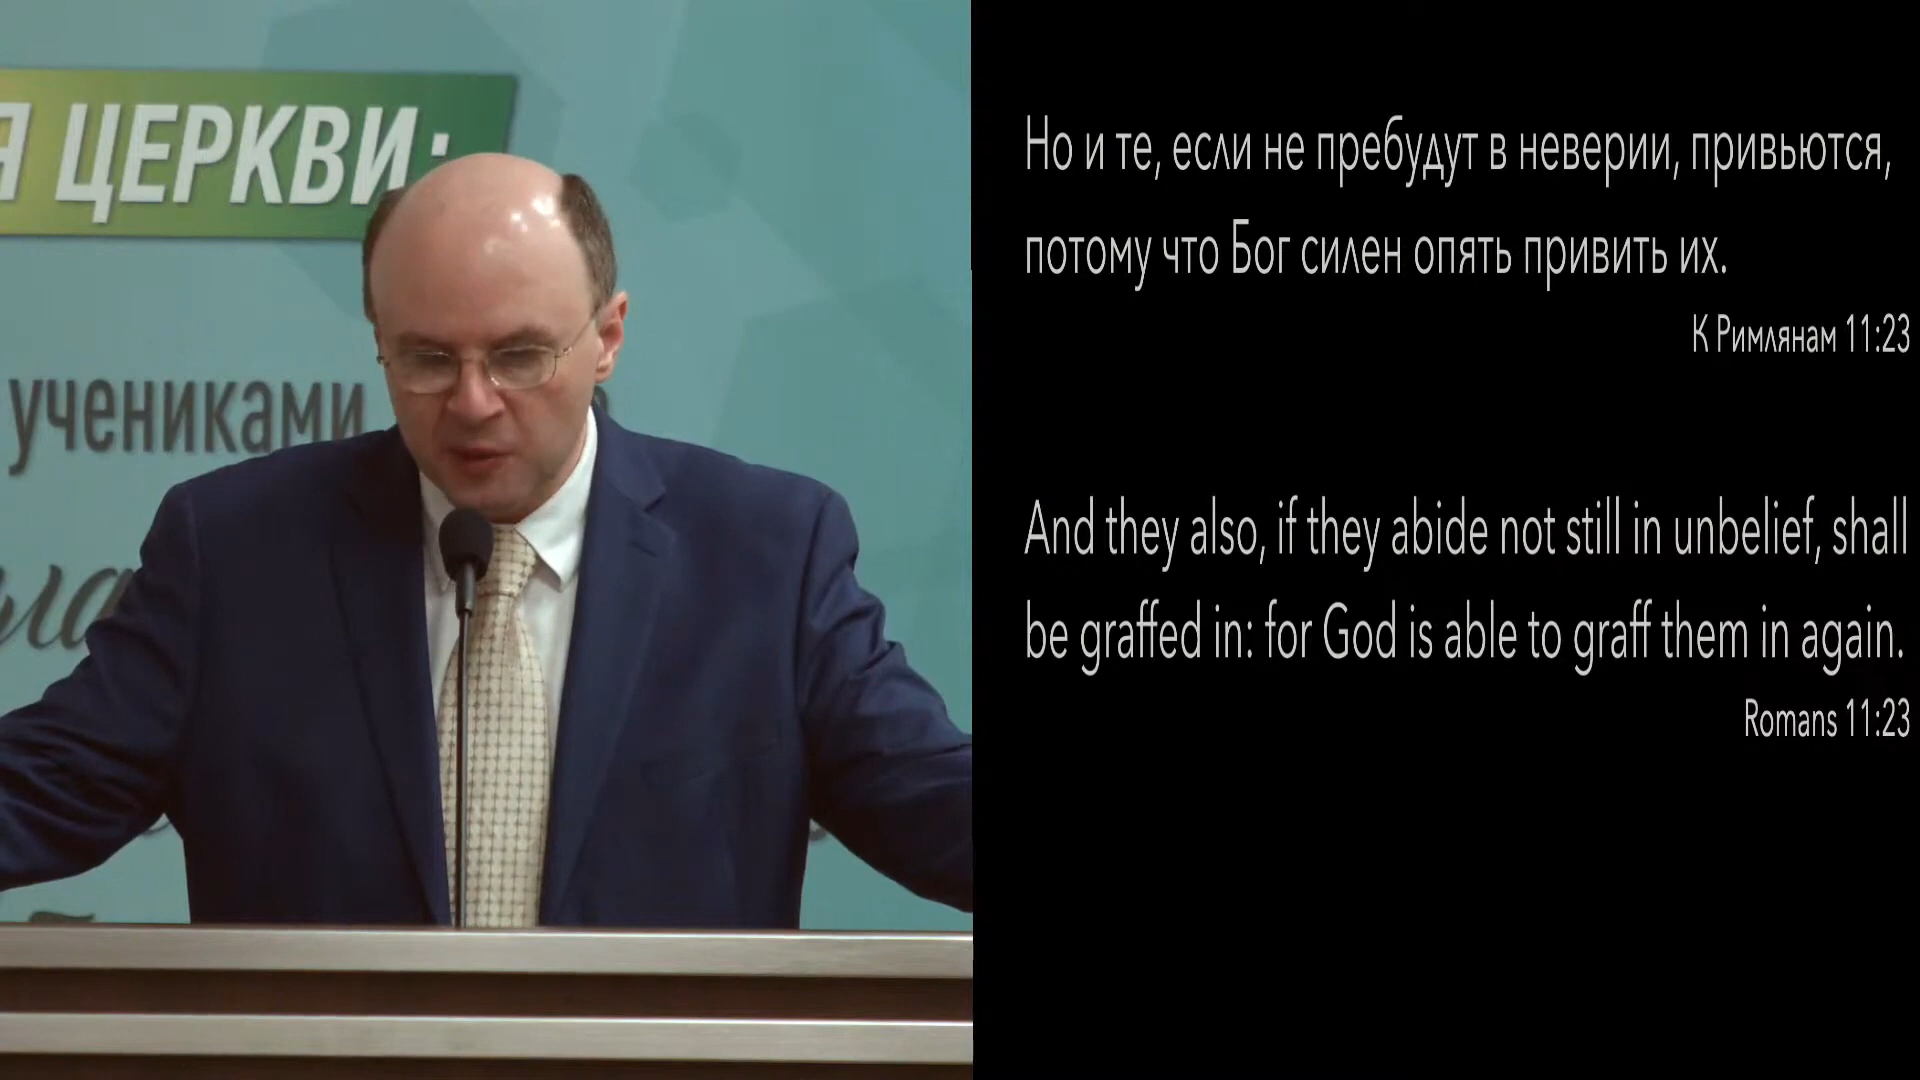 Я ЦЕРКВИ:
учениками
Но и те, если не пребудут в неверии, привьются,
потому что Бог силен опять привить их.
К Римлянам 11:23
And they also, if they abide not still in unbelief, shall
be graffed in: for God is able to graff them in again.
Romans 11:23